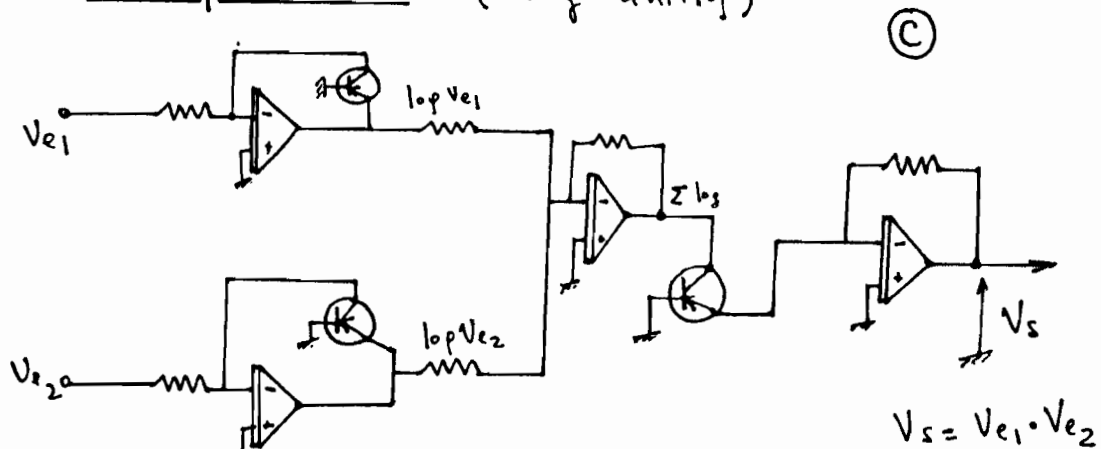 C
Ve1
log Ve1
Σ log
Vs
Ve2
log Ve2
Vs = Ve1 · Ve2